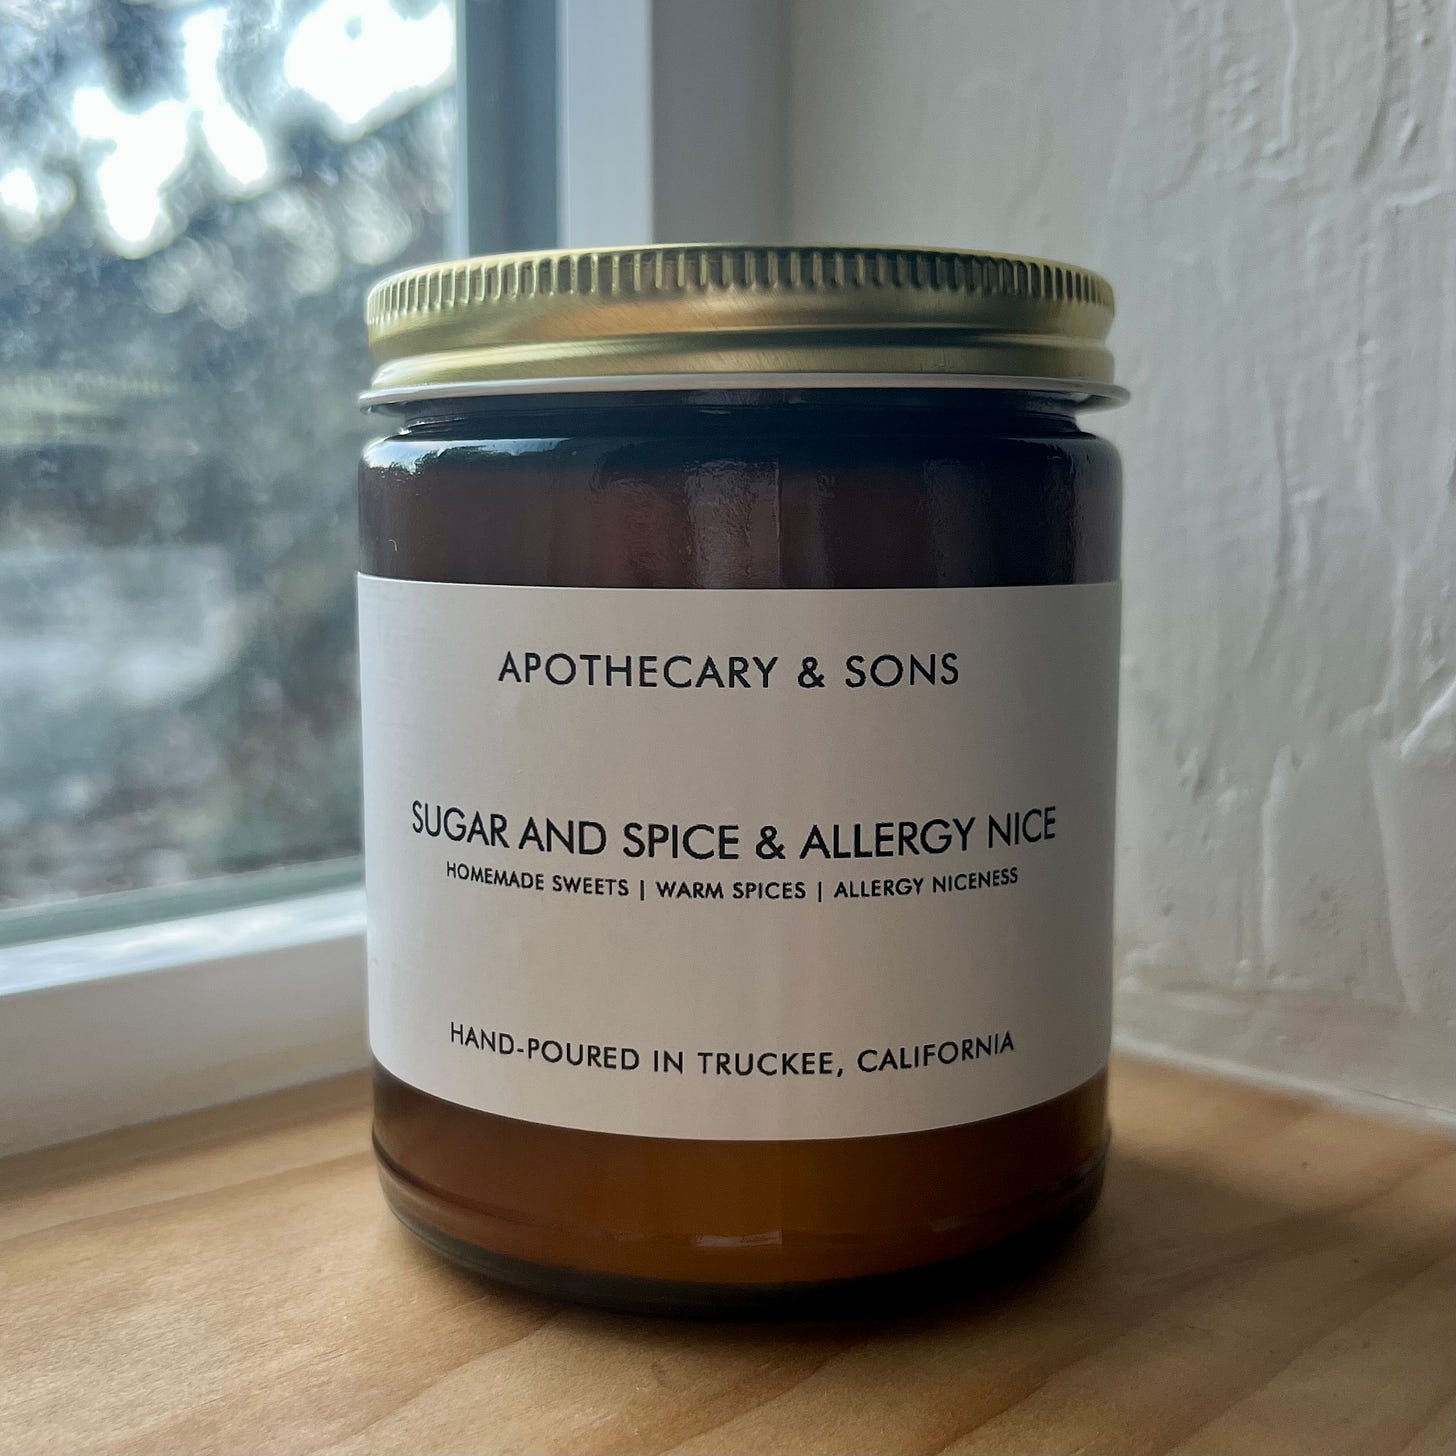 APOTHECARY & SONS
SUGAR AND SPICE & ALLERGY NICE
HOMEMADE SWEETS | WARM SPICES | ALLERGY NICENESS
HAND-POURED IN TRUCKEE, CALIFORNIA